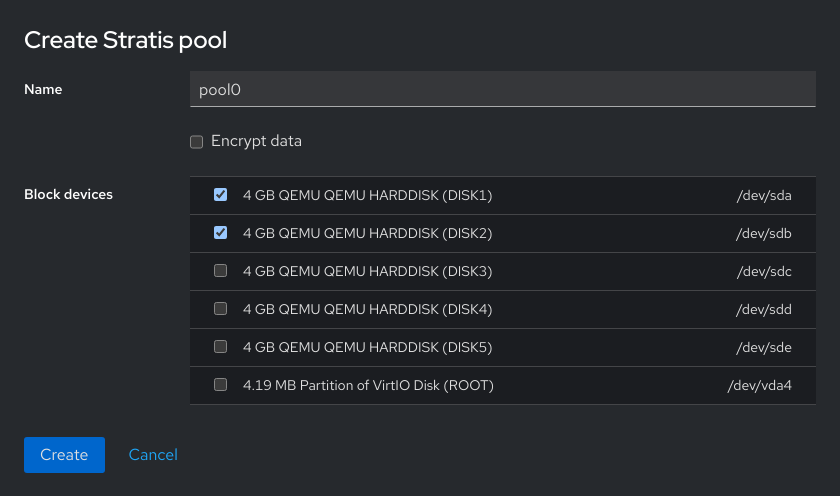 Create Stratis pool
Name
pool0
Encrypt data
Block devices
4 GB QEMU QEMU HARDDISK (DISK1) /dev/sda
4 GB QEMU QEMU HARDDISK (DISK2) /dev/sdb
4 GB QEMU QEMU HARDDISK (DISK3) /dev/sdc
4 GB QEMU QEMU HARDDISK (DISK4) /dev/sdd
4 GB QEMU QEMU HARDDISK (DISK5) /dev/sde
4.19 MB Partition of VirtIO Disk (ROOT) /dev/vda4
Create Cancel